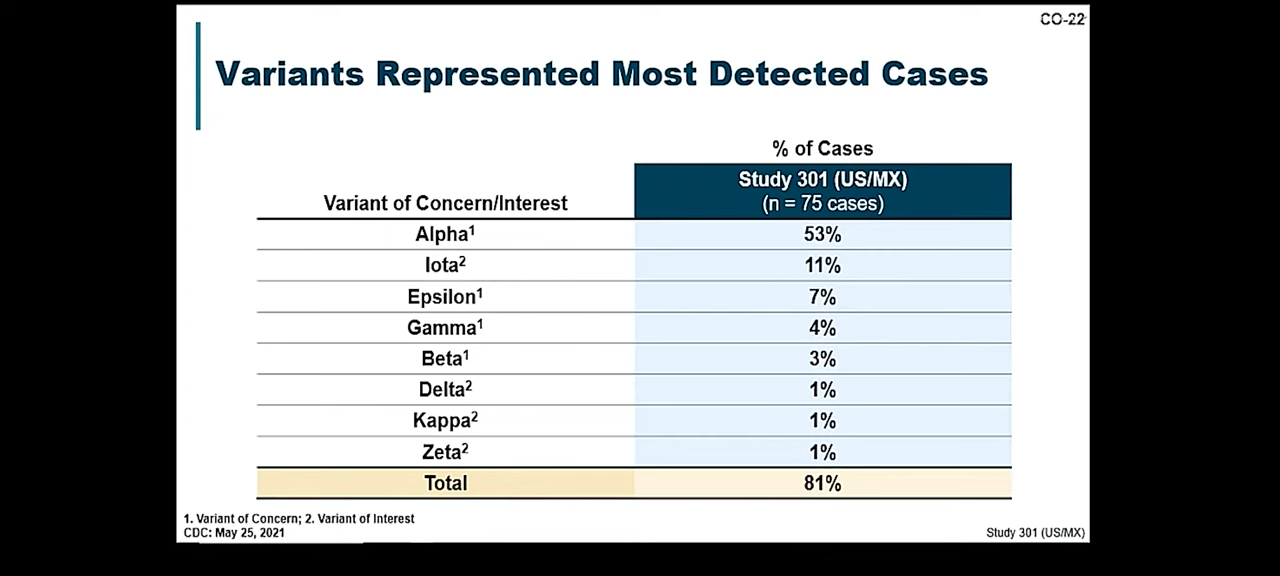 CO-22
Variants Represented Most Detected Cases
% of Cases
Variant of Concern/Interest
Study 301 (US/MX)
(n = 75 cases)
Alpha¹ 53%
Iota² 11%
Epsilon¹ 7%
Gamma¹ 4%
Beta¹ 3%
Delta² 1%
Kappa² 1%
Zeta² 1%
Total 81%
1. Variant of Concern; 2. Variant of Interest
CDC: May 25, 2021
Study 301 (US/MX)